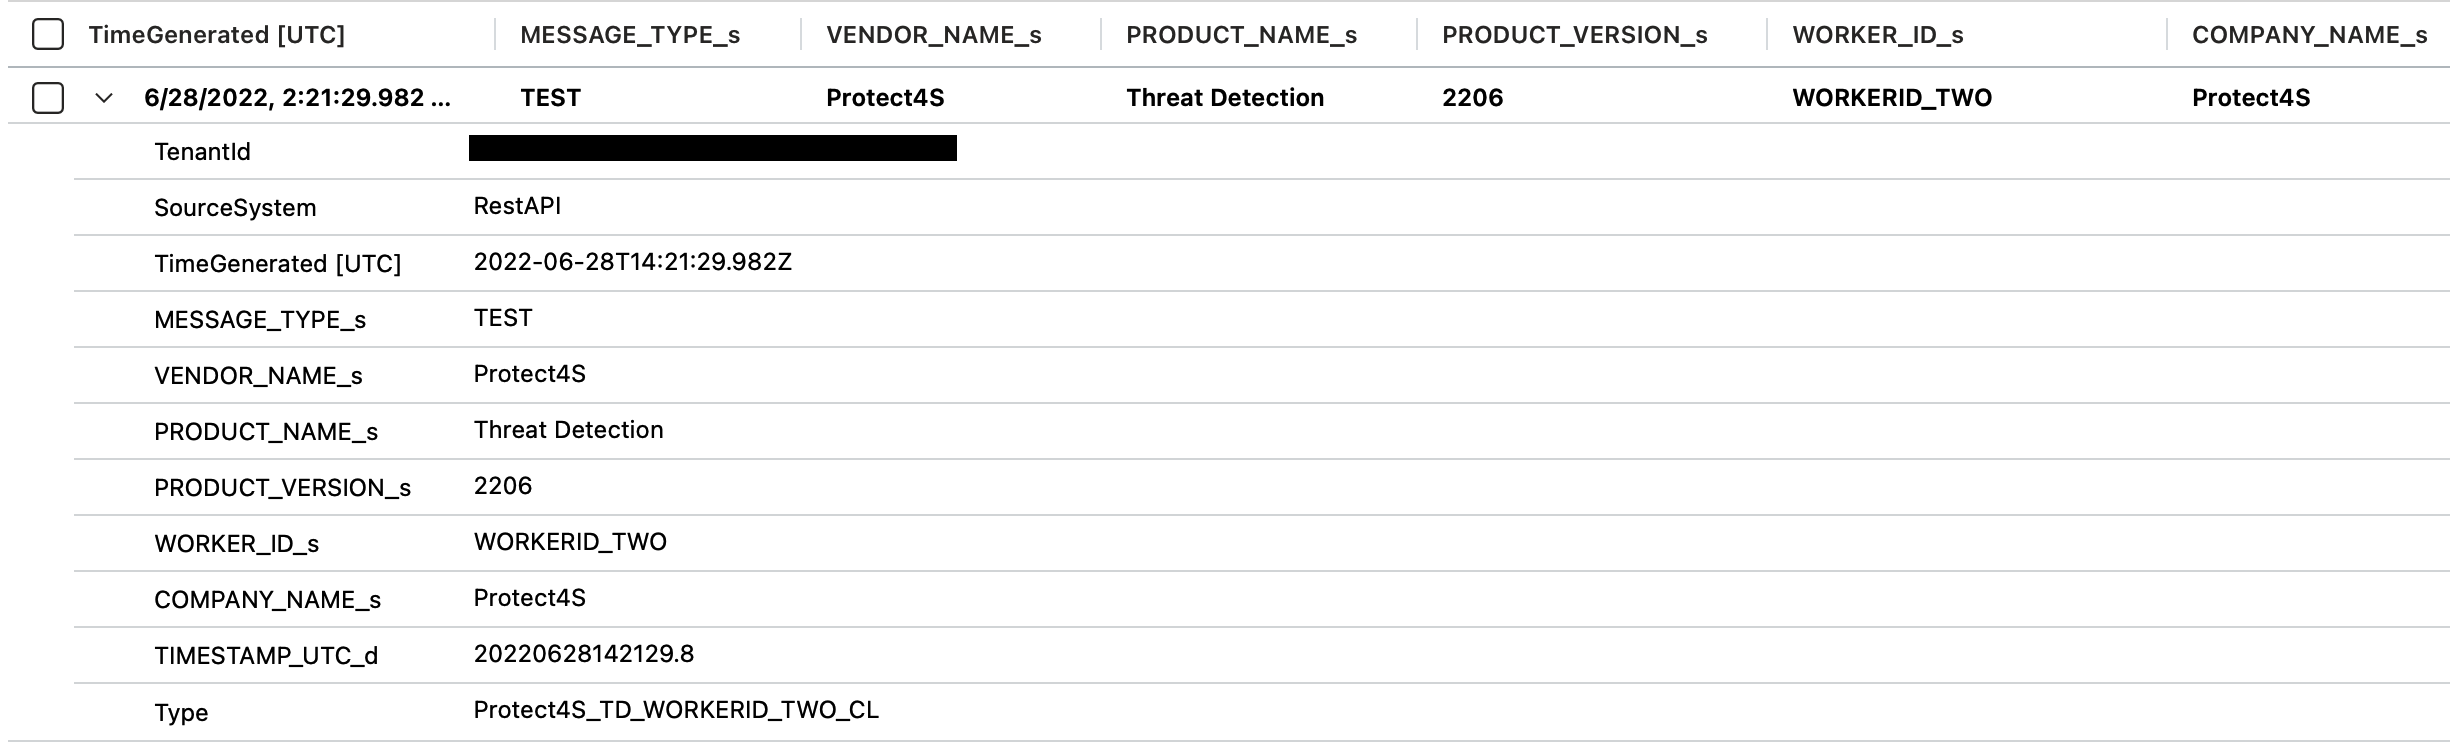 TimeGenerated [UTC] MESSAGE_TYPE_s VENDOR_NAME_s PRODUCT_NAME_s PRODUCT_VERSION_s WORKER_ID_s COMPANY_NAME_s
6/28/2022, 2:21:29.982 ... TEST Protect4S Threat Detection 2206 WORKERID_TWO Protect4S
TenantId
SourceSystem RestAPI
TimeGenerated [UTC] 2022-06-28T14:21:29.982Z
MESSAGE_TYPE_s TEST
VENDOR_NAME_s Protect4S
PRODUCT_NAME_s Threat Detection
PRODUCT_VERSION_s 2206
WORKER_ID_s WORKERID_TWO
COMPANY_NAME_s Protect4S
TIMESTAMP_UTC_d 20220628142129.8
Type Protect4S_TD_WORKERID_TWO_CL